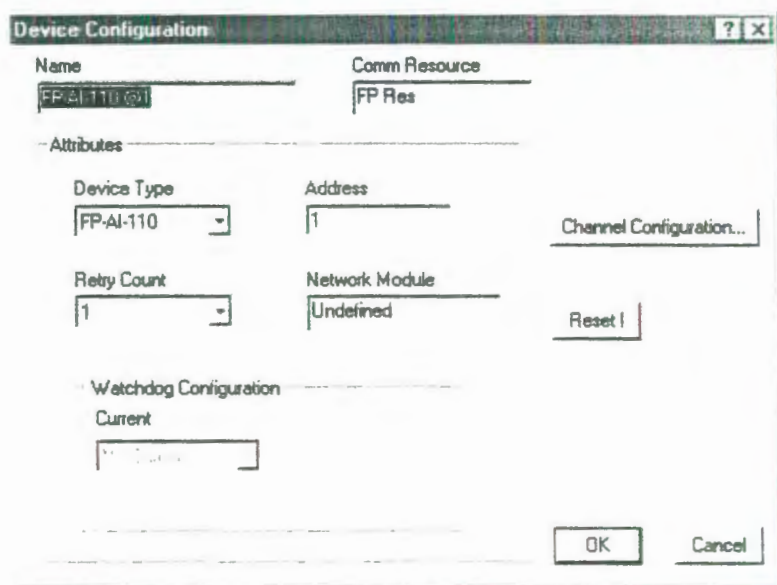 Device Configuration
Name
Comm Resource
FP-AI-110 @1
FP Res
Attributes
Device Type
Address
FP-AI-110
1
Channel Configuration...
Retry Count
Network Module
1
Undefined
Reset !
Watchdog Configuration
Current
OK
Cancel